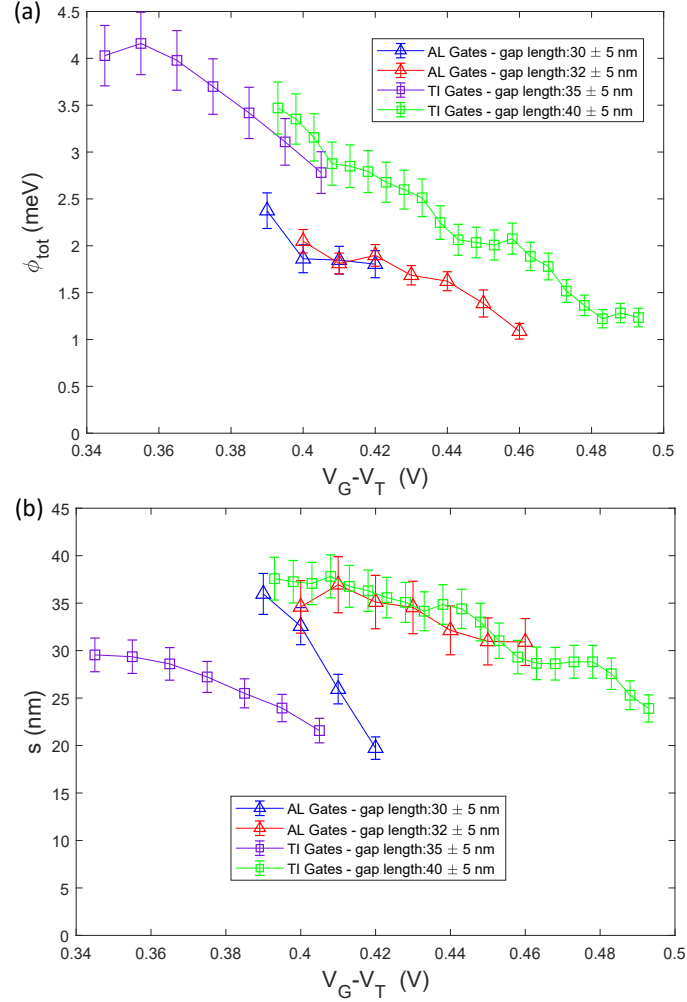 (a)
4.5
4
3.5
3
2.5
2
1.5
1
0.5
0
ϕ_tot (meV)
AL Gates - gap length:30 ± 5 nm
AL Gates - gap length:32 ± 5 nm
TI Gates - gap length:35 ± 5 nm
TI Gates - gap length:40 ± 5 nm
0.34 0.36 0.38 0.4 0.42 0.44 0.46 0.48 0.5
V_G-V_T (V)
(b)
45
40
35
30
25
20
15
10
5
0
s (nm)
AL Gates - gap length:30 ± 5 nm
AL Gates - gap length:32 ± 5 nm
TI Gates - gap length:35 ± 5 nm
TI Gates - gap length:40 ± 5 nm
0.34 0.36 0.38 0.4 0.42 0.44 0.46 0.48 0.5
V_G-V_T (V)